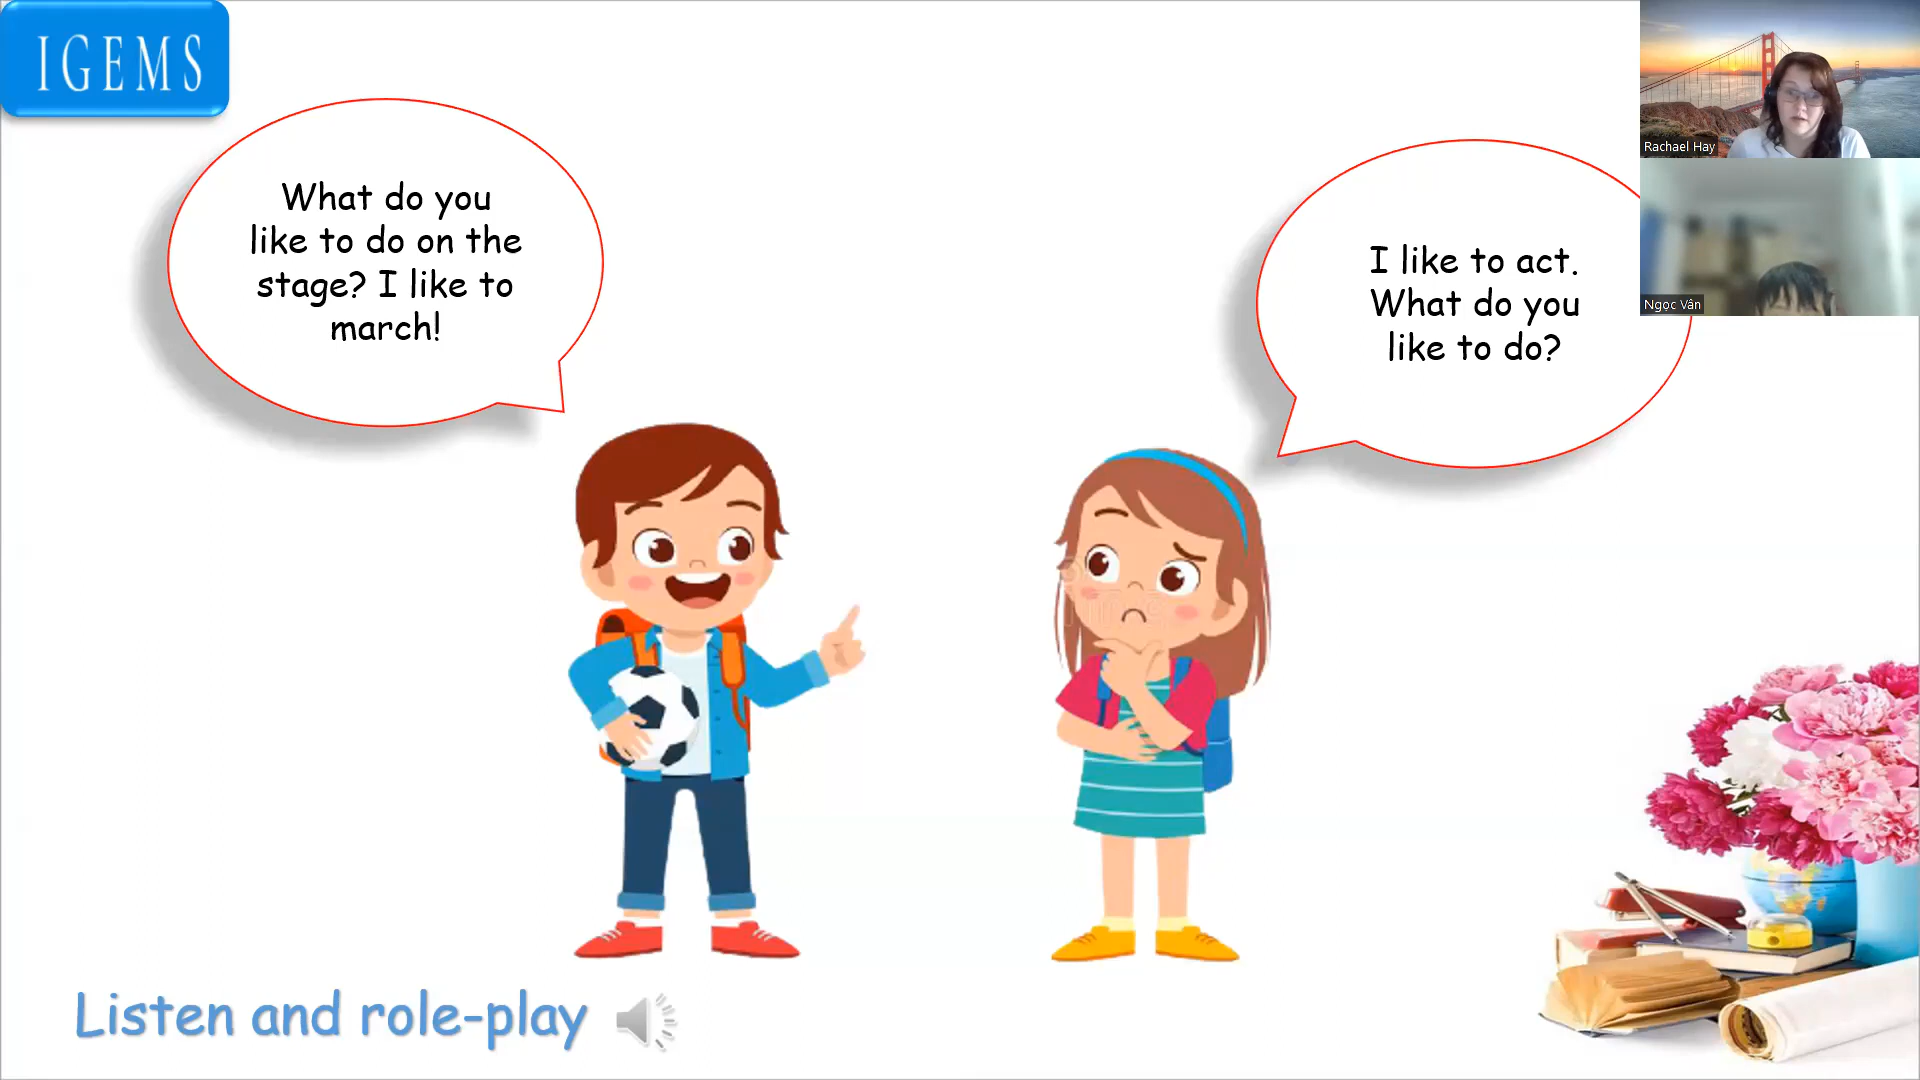 IGEMS
What do you
like to do on the
stage? I like to
march!
I like to act.
What do you
like to do?
Rachael Hay
Ngọc Vân
Listen and role-play